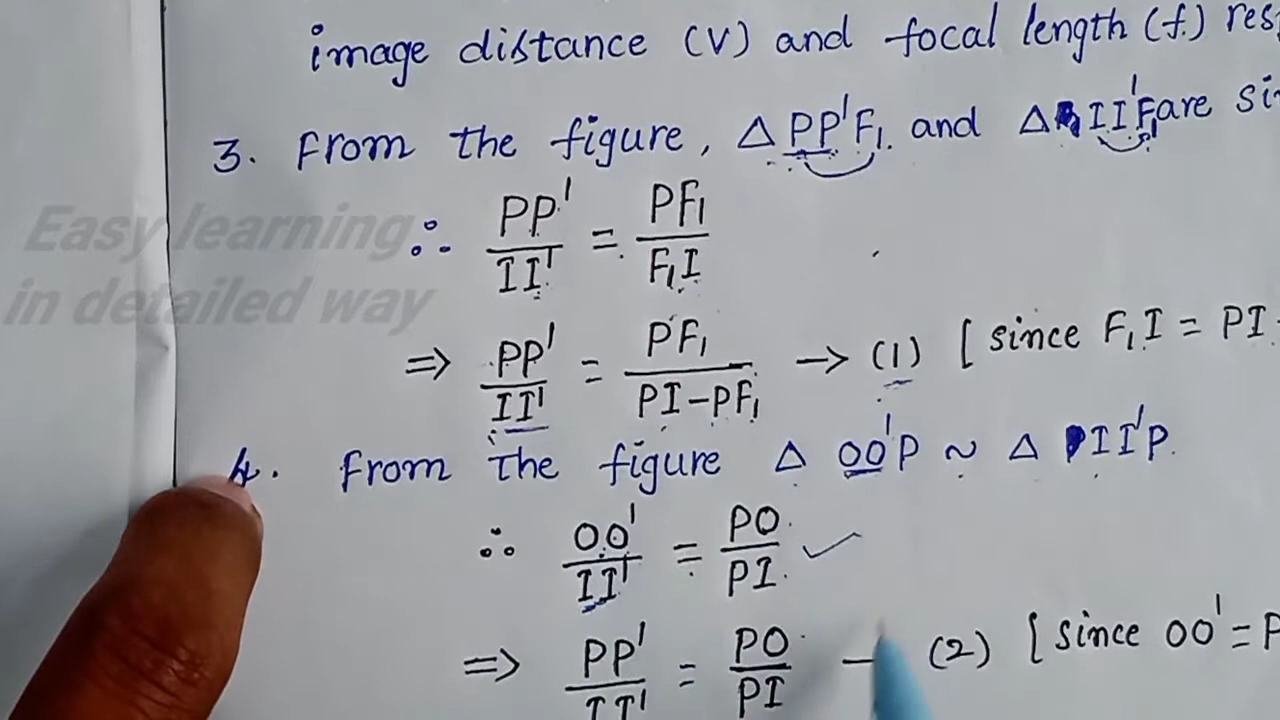 image distance (v) and focal length (f) res
3. From the figure, Δ PP'F₁ and Δ II'F₁ are si
∴ PP'/II' = PF₁/F₁I
Easy learning
in detailed way
⇒ PP'/II' = PF₁/PI-PF₁ → (1) [since F₁I = PI-
4. From the figure Δ OO'P ~ Δ II'P
∴ OO'/II' = PO/PI ✓
⇒ PP'/II' = PO/PI → (2) [since OO' = P